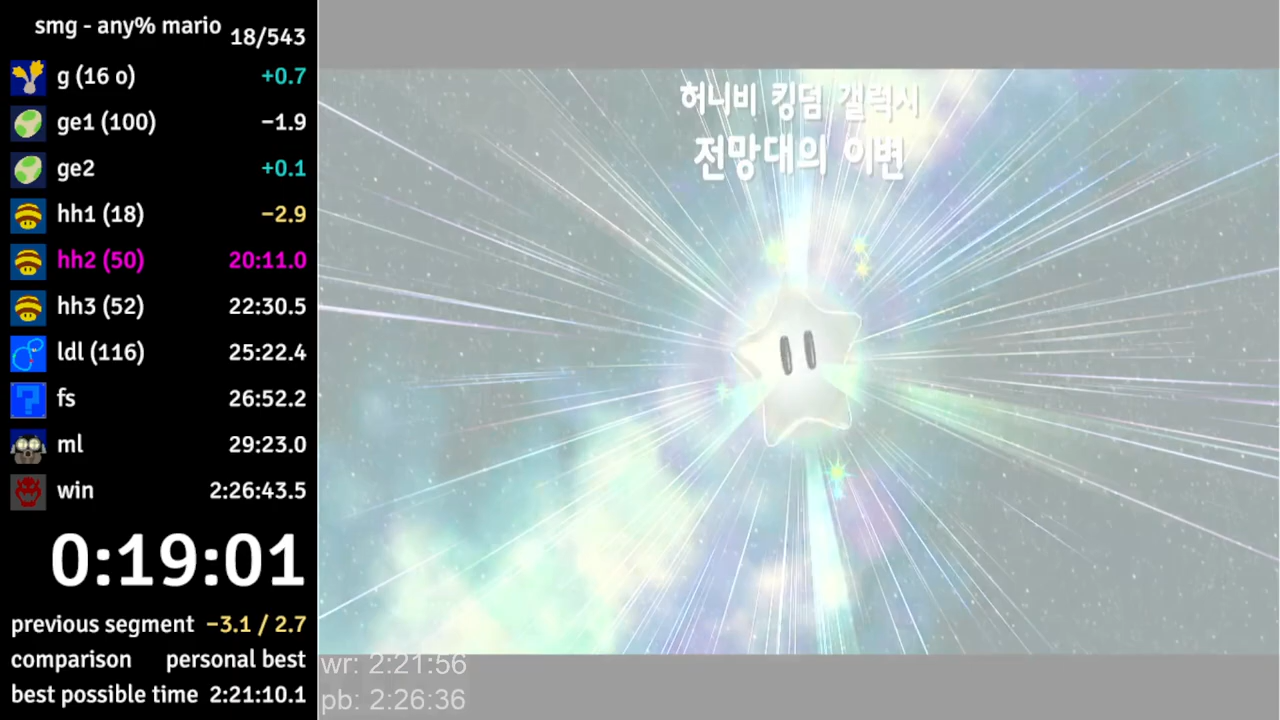 smg - any% mario
18/543
g (16 o) +0.7
ge1 (100) −1.9
ge2 +0.1
hh1 (18) −2.9
hh2 (50) 20:11.0
hh3 (52) 22:30.5
ldl (116) 25:22.4
fs 26:52.2
ml 29:23.0
win 2:26:43.5
0:19:01
previous segment −3.1 / 2.7
comparison personal best
best possible time 2:21:10.1
허니비 킹덤 갤럭시
전망대의 이변
wr: 2:21:56
pb: 2:26:36